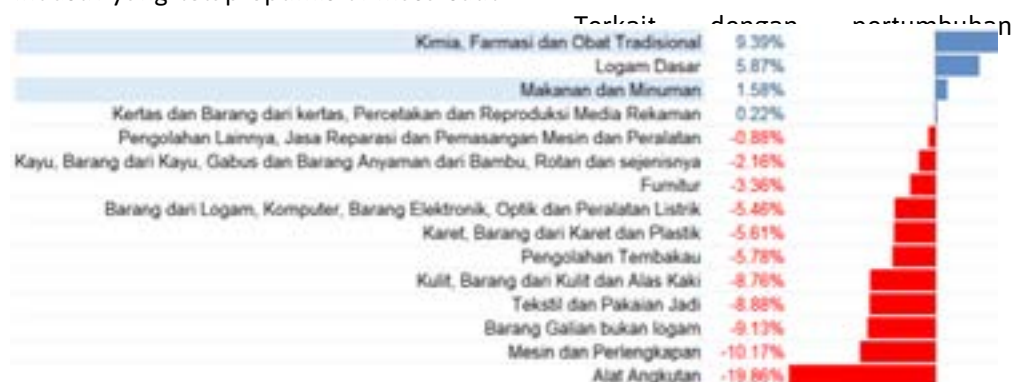 Terkait dengan pertumbuhan
Kimia, Farmasi dan Obat Tradisional 9.39%
Logam Dasar 5.87%
Makanan dan Minuman 1.58%
Kertas dan Barang dari kertas, Percetakan dan Reproduksi Media Rekaman 0.22%
Pengolahan Lainnya, Jasa Reparasi dan Pemasangan Mesin dan Peralatan -0.88%
Kayu, Barang dari Kayu, Gabus dan Barang Anyaman dari Bambu, Rotan dan sejenisnya -2.16%
Furnitur -3.36%
Barang dari Logam, Komputer, Barang Elektronik, Optik dan Peralatan Listrik -5.46%
Karet, Barang dari Karet dan Plastik -5.61%
Pengolahan Tembakau -5.78%
Kulit, Barang dari Kulit dan Alas Kaki -8.76%
Tekstil dan Pakaian Jadi -8.88%
Barang Galian bukan logam -9.13%
Mesin dan Perlengkapan -10.17%
Alat Angkutan -19.86%